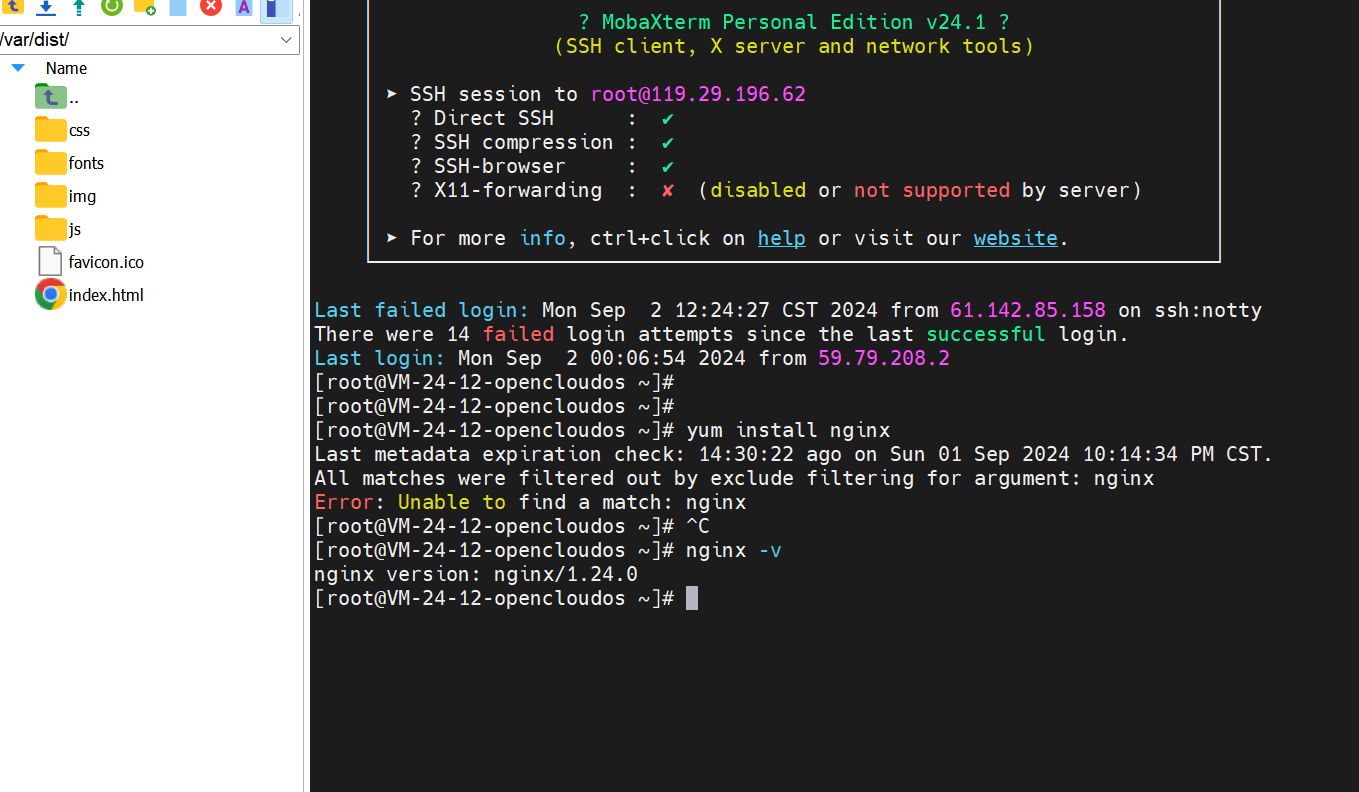 /var/dist/
Name
..
css
fonts
img
js
favicon.ico
index.html
? MobaXterm Personal Edition v24.1 ?
(SSH client, X server and network tools)
➤ SSH session to root@119.29.196.62
? Direct SSH      :  ✔
? SSH compression :  ✔
? SSH-browser     :  ✔
? X11-forwarding  :  ✘  (disabled or not supported by server)
➤ For more info, ctrl+click on help or visit our website.
Last failed login: Mon Sep  2 12:24:27 CST 2024 from 61.142.85.158 on ssh:notty
There were 14 failed login attempts since the last successful login.
Last login: Mon Sep  2 00:06:54 2024 from 59.79.208.2
[root@VM-24-12-opencloudos ~]#
[root@VM-24-12-opencloudos ~]#
[root@VM-24-12-opencloudos ~]# yum install nginx
Last metadata expiration check: 14:30:22 ago on Sun 01 Sep 2024 10:14:34 PM CST.
All matches were filtered out by exclude filtering for argument: nginx
Error: Unable to find a match: nginx
[root@VM-24-12-opencloudos ~]# ^C
[root@VM-24-12-opencloudos ~]# nginx -v
nginx version: nginx/1.24.0
[root@VM-24-12-opencloudos ~]#